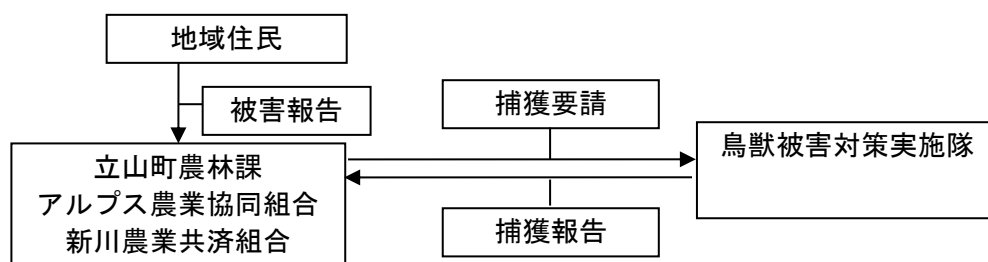 地域住民
被害報告
捕獲要請
鳥獣被害対策実施隊
立山町農林課
アルプス農業協同組合
新川農業共済組合
捕獲報告